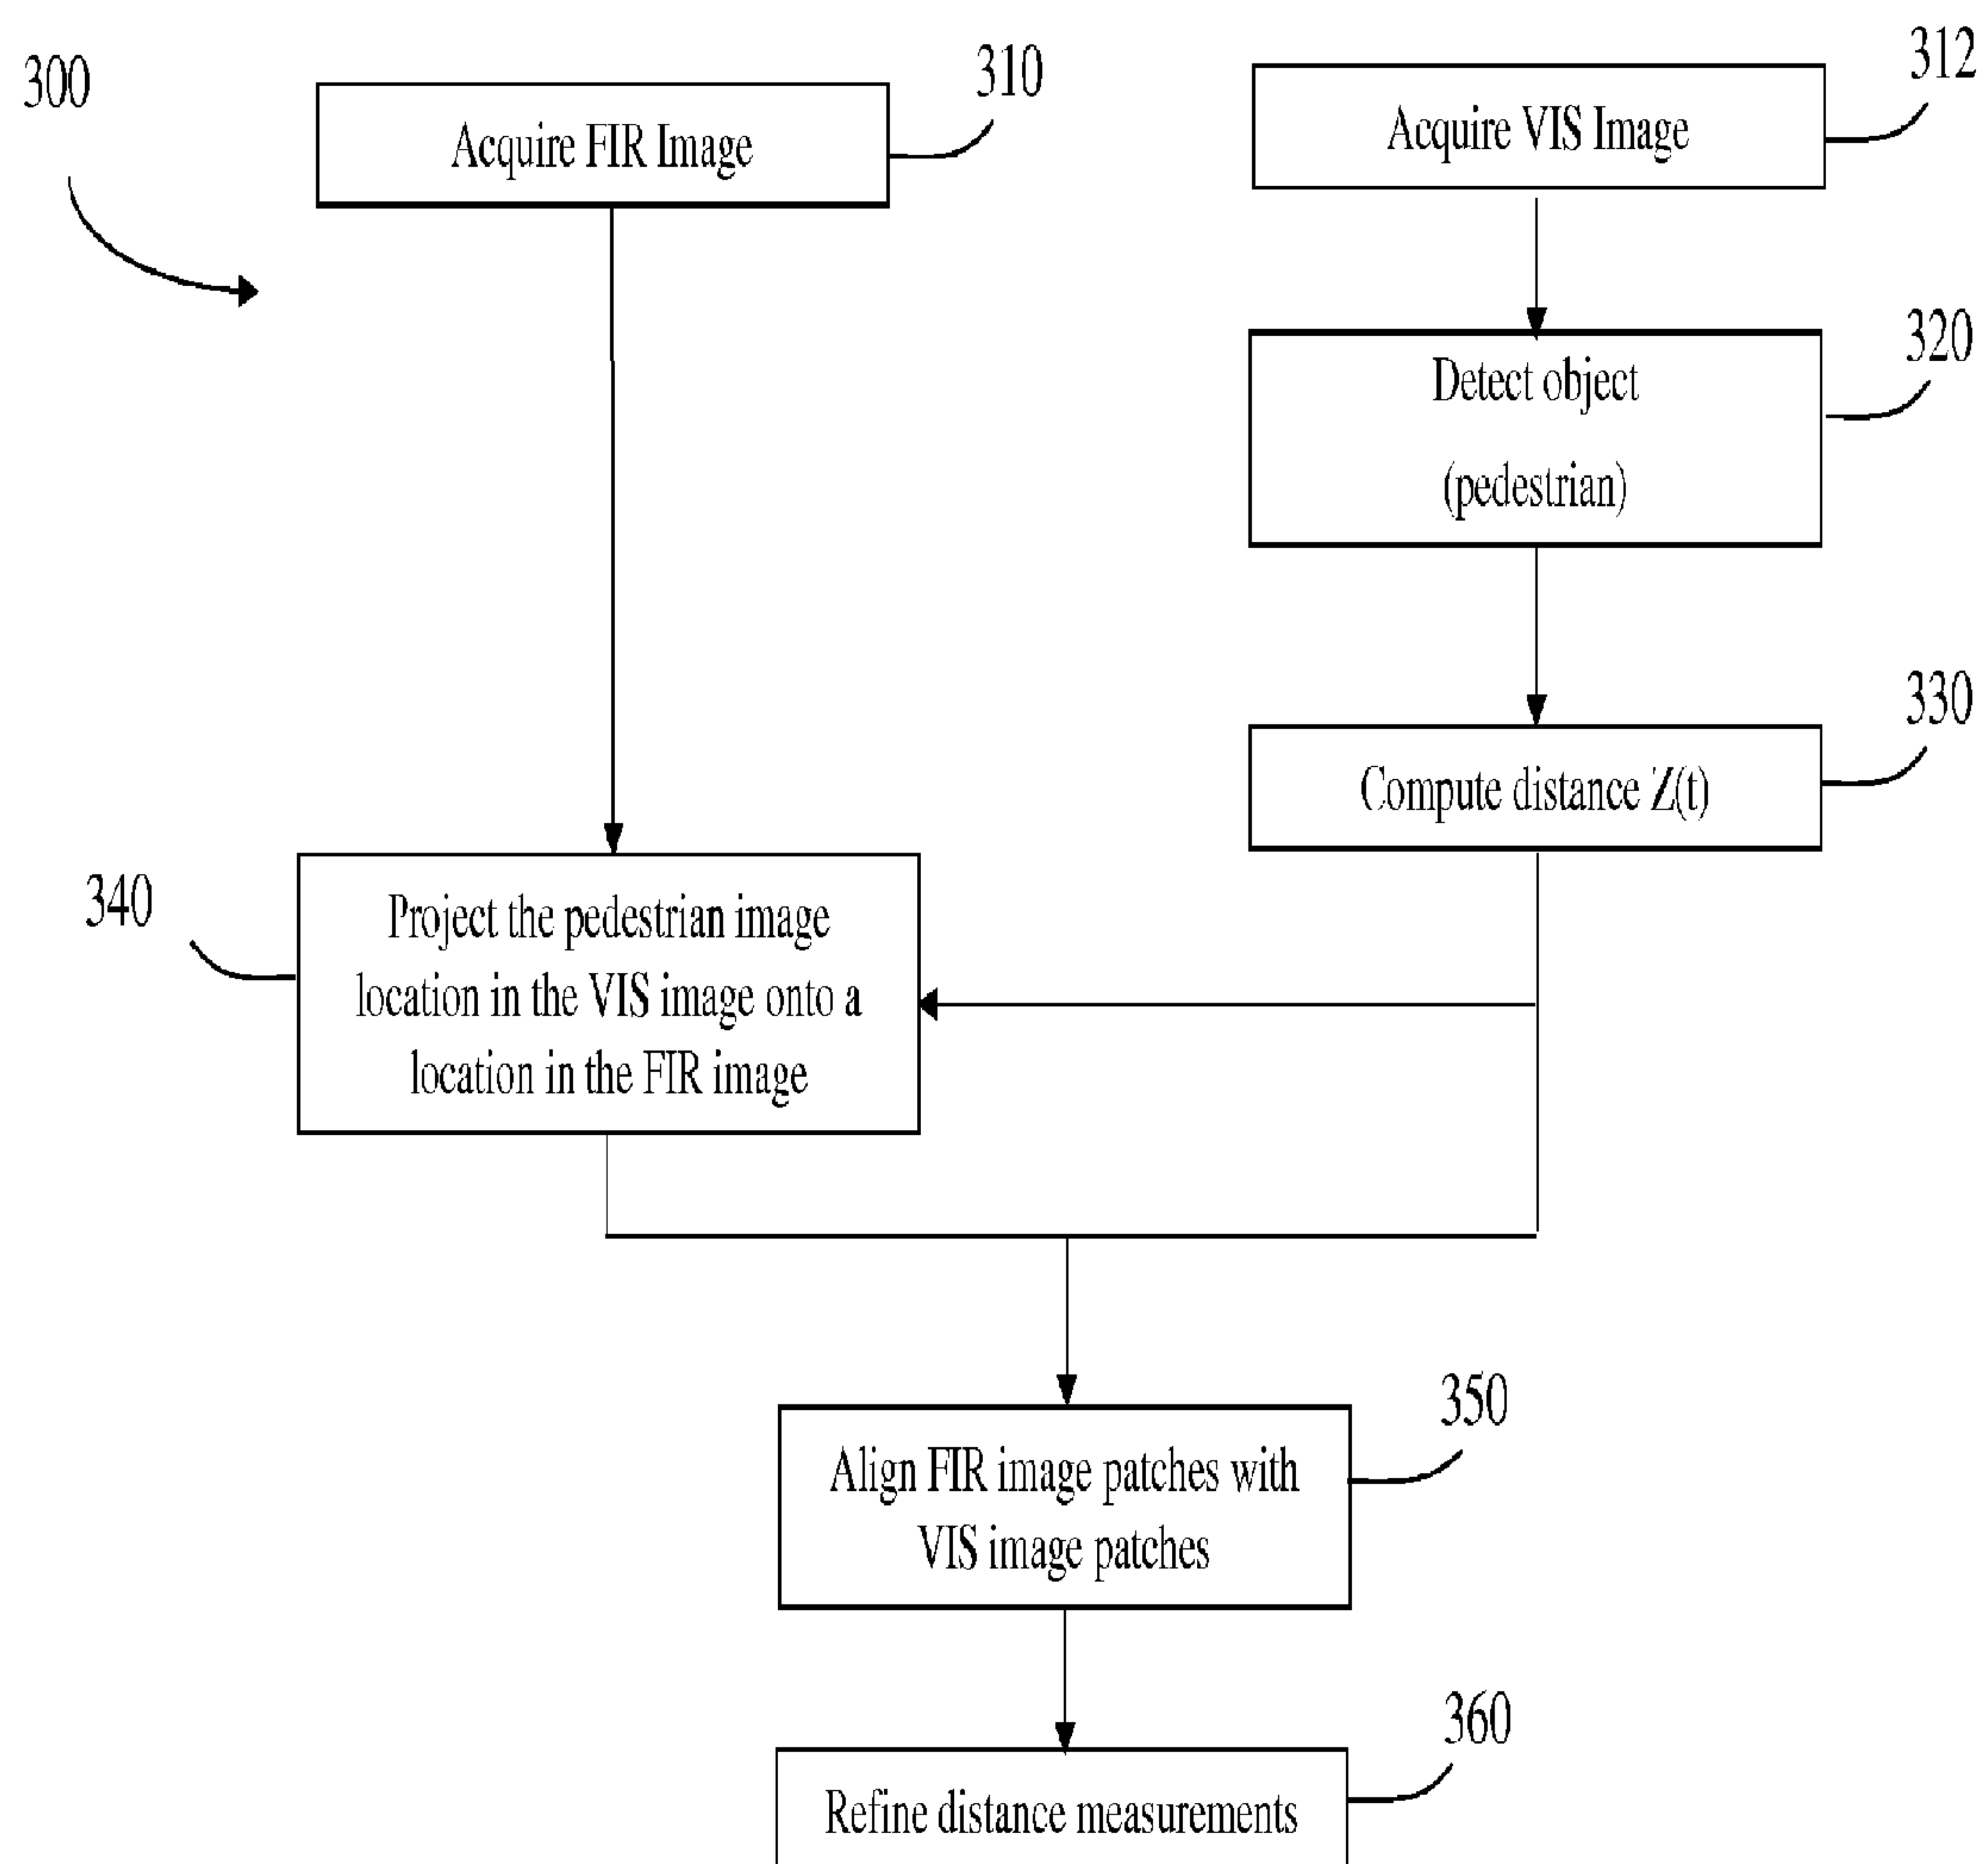 300
310
312
Acquire FIR Image
Acquire VIS Image
320
Detect object
(pedestrian)
330
Compute distance Z(t)
340
Project the pedestrian image
location in the VIS image onto a
location in the FIR image
350
Align FIR image patches with
VIS image patches
360
Refine distance measurements